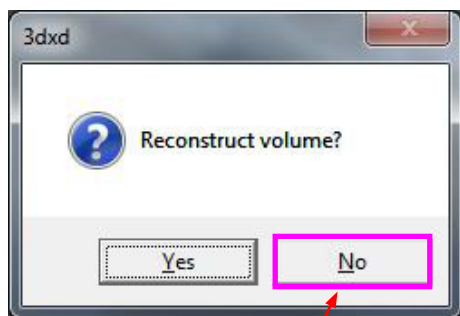 3dxd
Reconstruct volume?
Yes
No